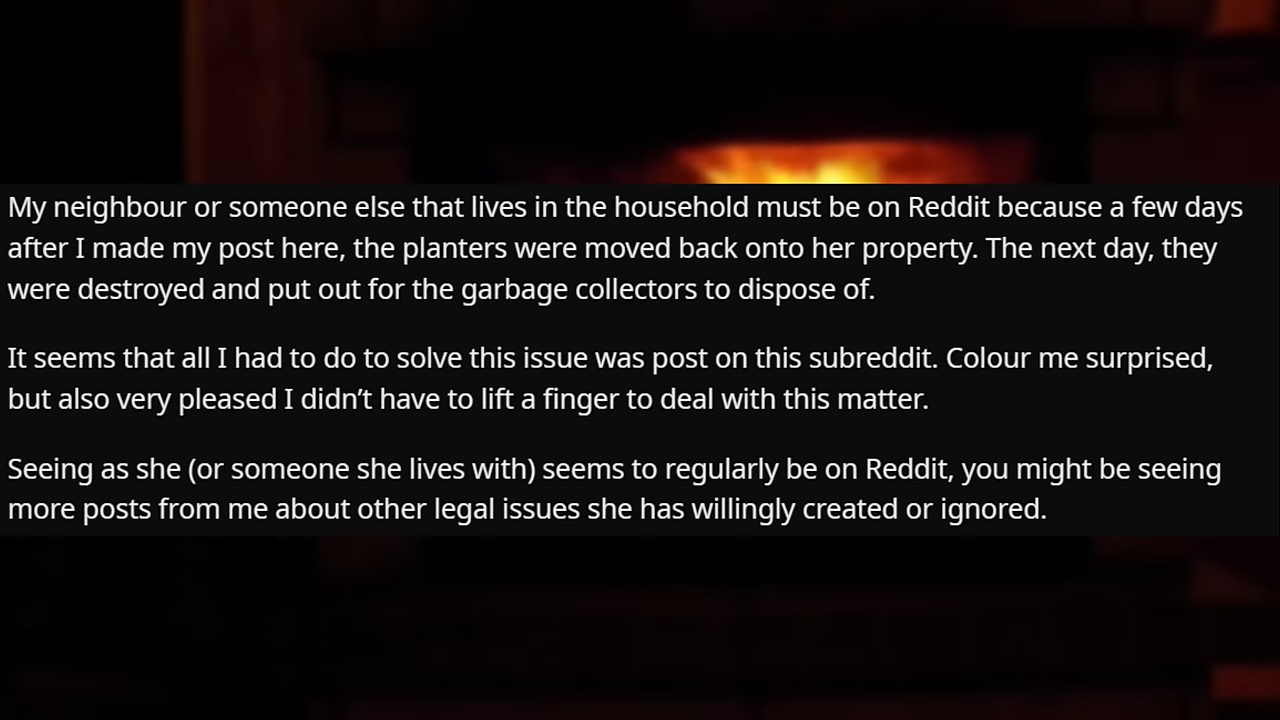 My neighbour or someone else that lives in the household must be on Reddit because a few days
after I made my post here, the planters were moved back onto her property. The next day, they
were destroyed and put out for the garbage collectors to dispose of.
It seems that all I had to do to solve this issue was post on this subreddit. Colour me surprised,
but also very pleased I didn’t have to lift a finger to deal with this matter.
Seeing as she (or someone she lives with) seems to regularly be on Reddit, you might be seeing
more posts from me about other legal issues she has willingly created or ignored.